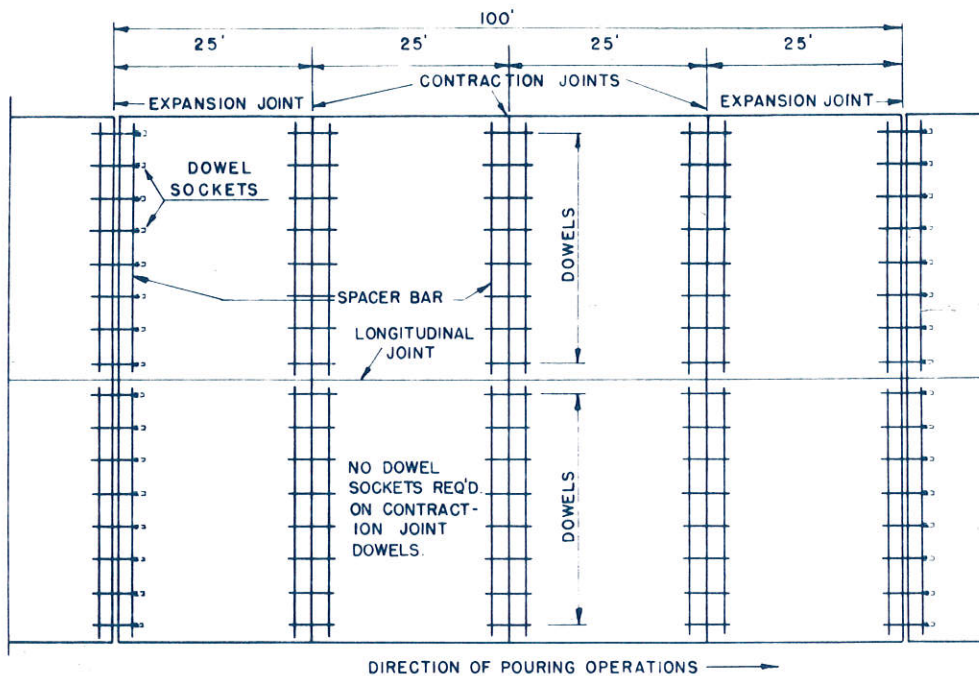 100'
25' 25' 25' 25'
CONTRACTION JOINTS
EXPANSION JOINT
EXPANSION JOINT
DOWEL
SOCKETS
DOWELS
SPACER BAR
LONGITUDINAL
JOINT
NO DOWEL
SOCKETS REQ'D.
ON CONTRACT-
ION JOINT
DOWELS.
DOWELS
DIRECTION OF POURING OPERATIONS